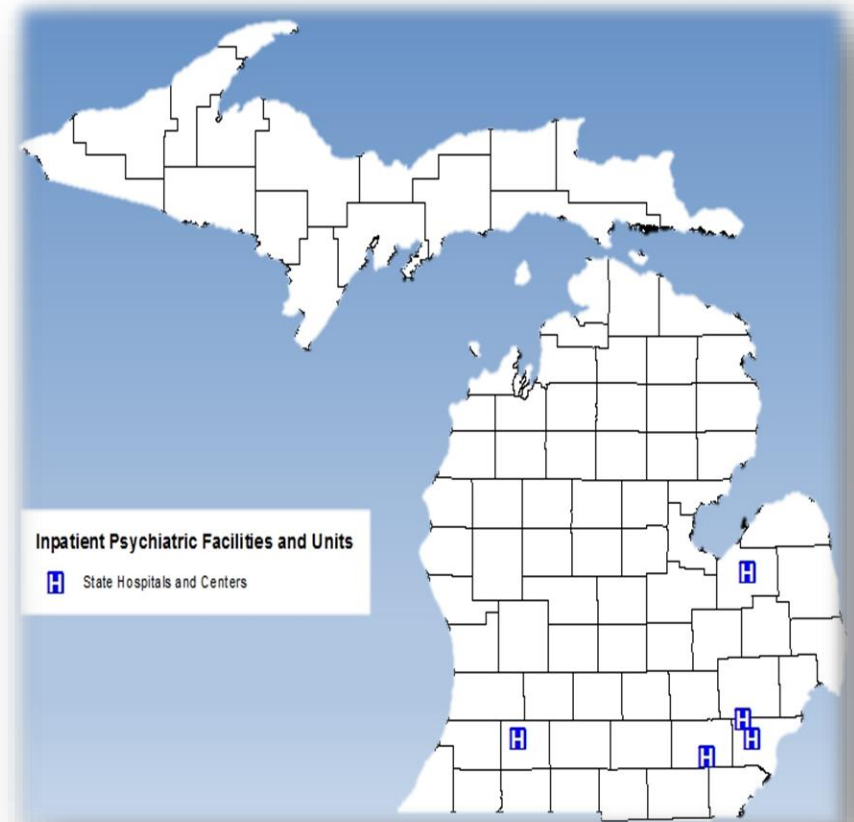 H
H
H
H
H
Inpatient Psychiatric Facilities and Units
H State Hospitals and Centers